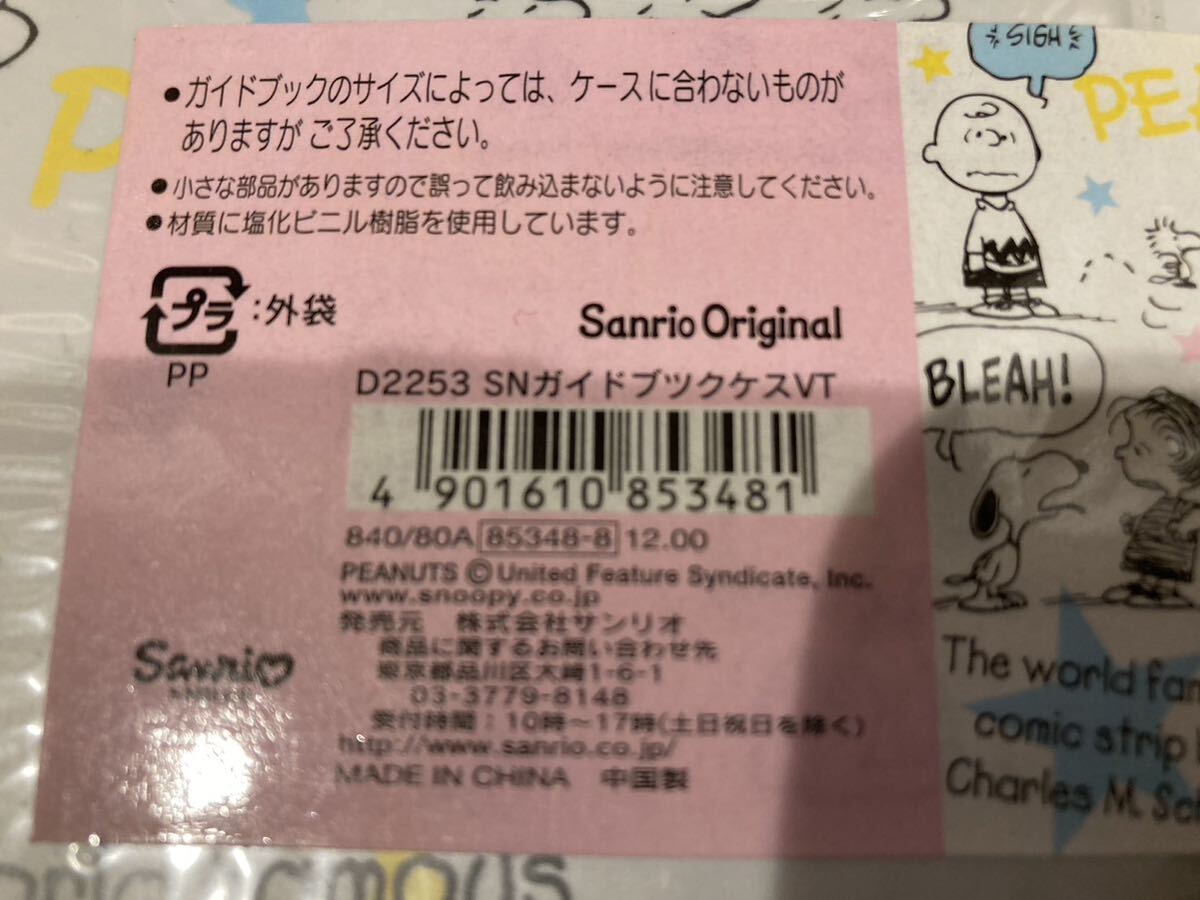 ●ガイドブックのサイズによっては、ケースに合わないものが
ありますが ご了承ください。
●小さな部品がありますので誤って飲み込まないように注意してください。
●材質に塩化ビニル樹脂を使用しています。
プラ:外袋
PP
Sanrio Original
D2253 SNガイドブツクケスVT
4 901610 853481
840/80A 85348-8 12.00
PEANUTS © United Feature Syndicate, Inc.
www.snoopy.co.jp
発売元 株式会社サンリオ
商品に関するお問い合わせ先
東京都品川区大崎1-6-1
03-3779-8148
受付時間:10時~17時(土日祝日を除く)
http://www.sanrio.co.jp/
MADE IN CHINA 中国製
Sanrio
SIGH
PEA
BLEAH!
The world fam
comic strip
Charles M. Sc